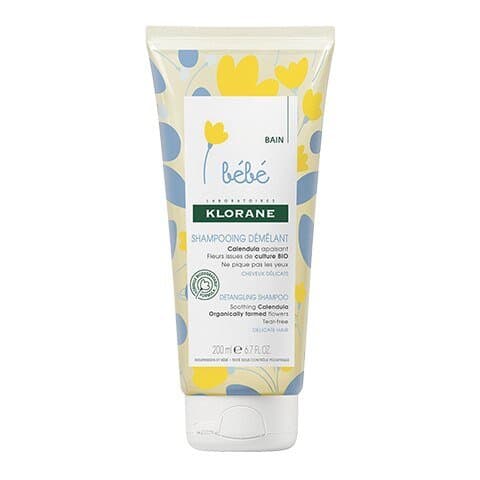 BAIN
bébé
LABORATOIRES
KLORANE
SHAMPOOING DÉMÊLANT
Calendula apaisant
Fleurs issues de culture BIO
Ne pique pas les yeux
CHEVEUX DÉLICATS
DETANGLING SHAMPOO
Soothing Calendula
Organically farmed flowers
Tear-free
DELICATE HAIR
200 ml ℮ 6.7 FL.OZ.